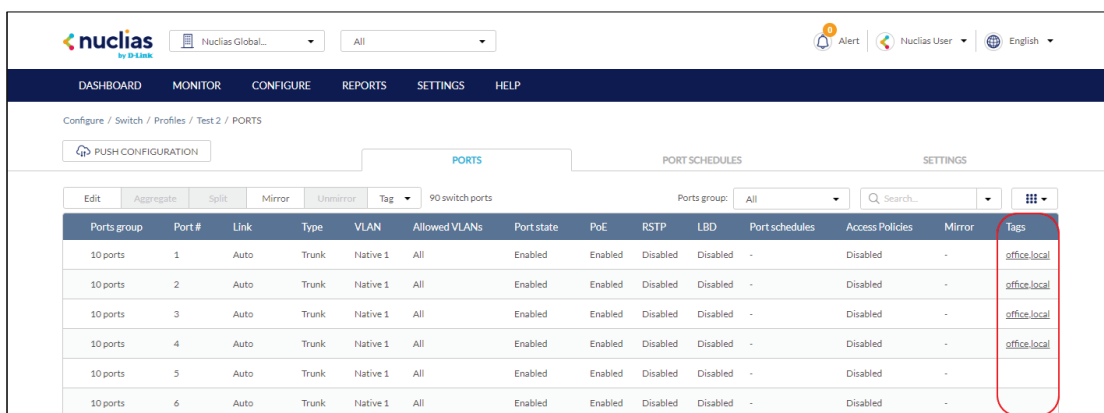 nuclias
by D-Link
Nuclias Global...
All
0
Alert
Nuclias User
English
DASHBOARD MONITOR CONFIGURE REPORTS SETTINGS HELP
Configure / Switch / Profiles / Test 2 / PORTS
PUSH CONFIGURATION
PORTS PORT SCHEDULES SETTINGS
Edit Aggregate Split Mirror Unmirror Tag 90 switch ports Ports group: All Search...
Ports group Port # Link Type VLAN Allowed VLANs Port state PoE RSTP LBD Port schedules Access Policies Mirror Tags
10 ports 1 Auto Trunk Native 1 All Enabled Enabled Disabled Disabled - Disabled - office,local
10 ports 2 Auto Trunk Native 1 All Enabled Enabled Disabled Disabled - Disabled - office,local
10 ports 3 Auto Trunk Native 1 All Enabled Enabled Disabled Disabled - Disabled - office,local
10 ports 4 Auto Trunk Native 1 All Enabled Enabled Disabled Disabled - Disabled - office,local
10 ports 5 Auto Trunk Native 1 All Enabled Enabled Disabled Disabled - Disabled -
10 ports 6 Auto Trunk Native 1 All Enabled Enabled Disabled Disabled - Disabled -